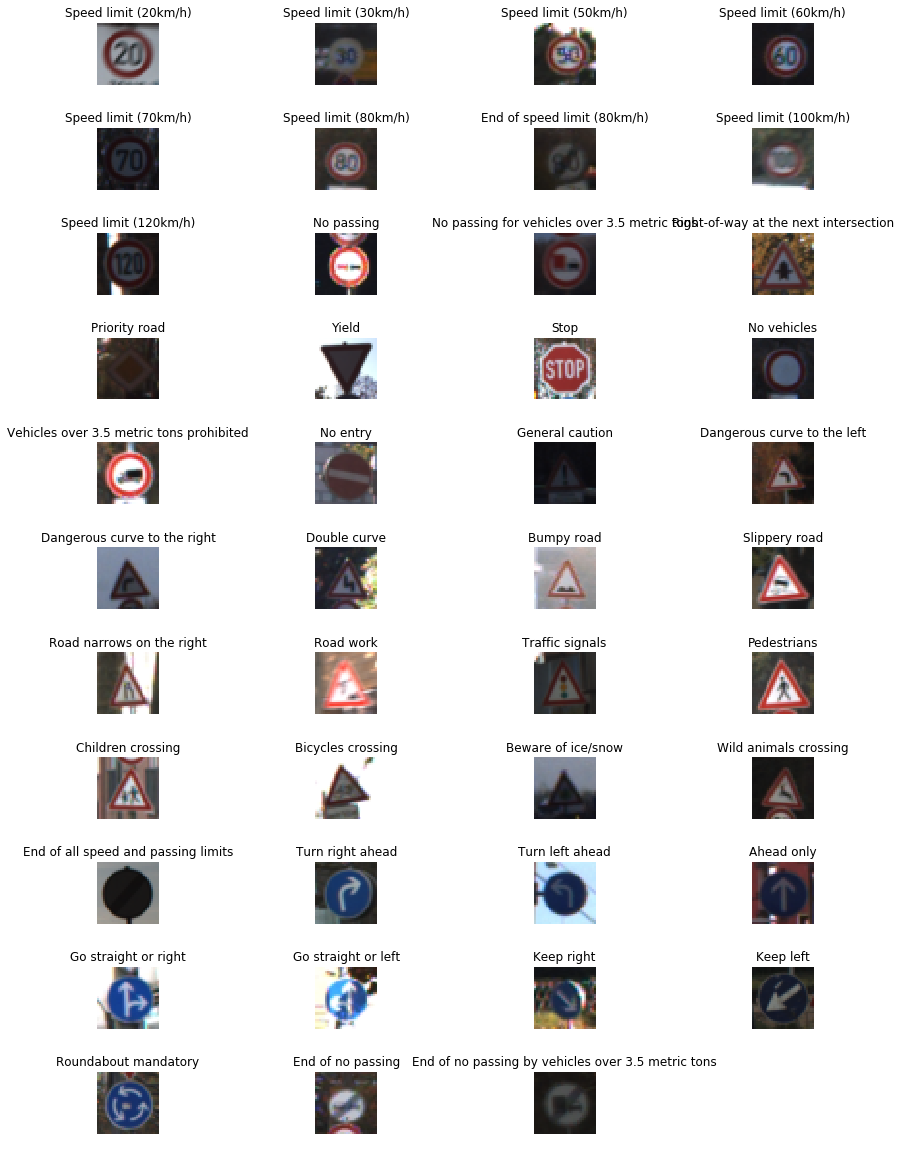 Speed limit (20km/h) Speed limit (30km/h) Speed limit (50km/h) Speed limit (60km/h)
20 30 50 60
Speed limit (70km/h) Speed limit (80km/h) End of speed limit (80km/h) Speed limit (100km/h)
70 80 80 100
Speed limit (120km/h) No passing No passing for vehicles over 3.5 metric tons Right-of-way at the next intersection
120
Priority road Yield Stop No vehicles
STOP
Vehicles over 3.5 metric tons prohibited No entry General caution Dangerous curve to the left
Dangerous curve to the right Double curve Bumpy road Slippery road
Road narrows on the right Road work Traffic signals Pedestrians
Children crossing Bicycles crossing Beware of ice/snow Wild animals crossing
End of all speed and passing limits Turn right ahead Turn left ahead Ahead only
Go straight or right Go straight or left Keep right Keep left
Roundabout mandatory End of no passing End of no passing by vehicles over 3.5 metric tons